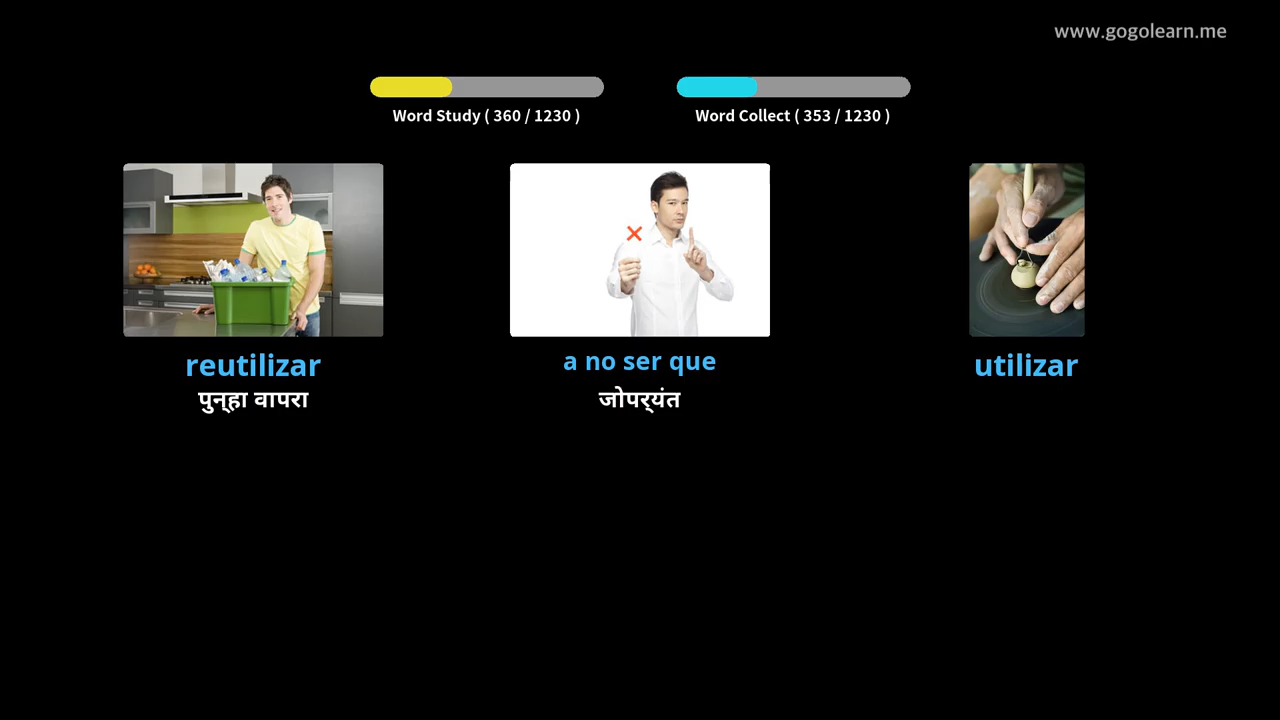 www.gogolearn.me
Word Study ( 360 / 1230 )
Word Collect ( 353 / 1230 )
reutilizar
पुन्हा वापरा
a no ser que
जोपर्यंत
utilizar